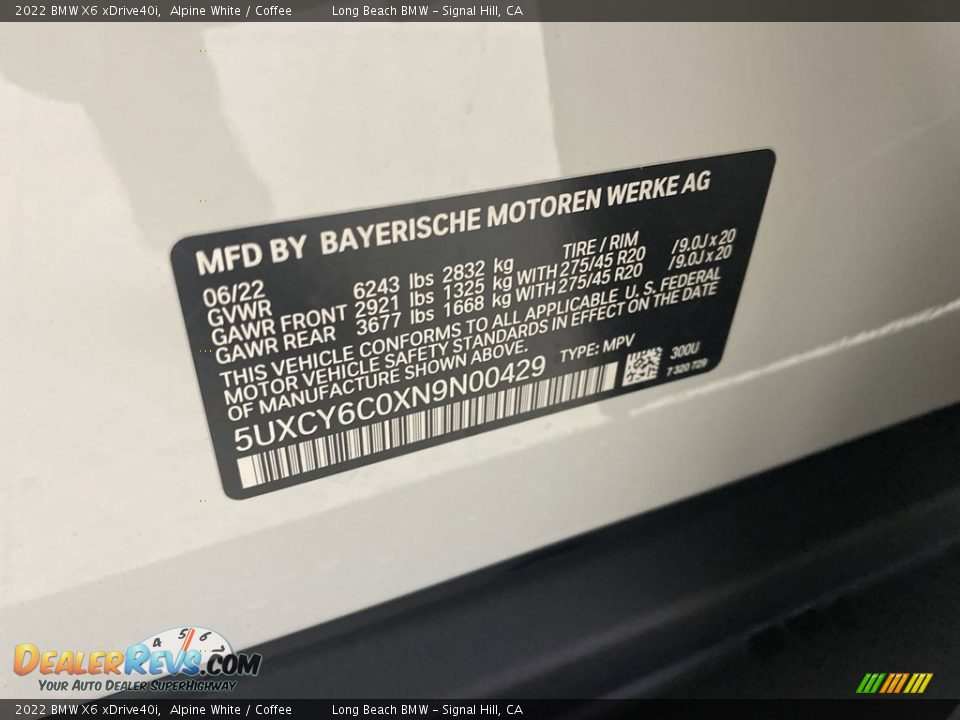 2022 BMW X6 xDrive40i, Alpine White / Coffee Long Beach BMW – Signal Hill, CA
MFD BY BAYERISCHE MOTOREN WERKE AG
06/22 TIRE / RIM
GVWR 6243 lbs 2832 kg
GAWR FRONT 2921 lbs 1325 kg WITH 275/45 R20 /9.0J x 20
GAWR REAR 3677 lbs 1668 kg WITH 275/45 R20 /9.0J x 20
THIS VEHICLE CONFORMS TO ALL APPLICABLE U. S. FEDERAL
MOTOR VEHICLE SAFETY STANDARDS IN EFFECT ON THE DATE
OF MANUFACTURE SHOWN ABOVE.
5UXCY6C0XN9N00429 TYPE: MPV
300U
7 320 729
4 5 6 7
DealerRevs.com
Your Auto Dealer SuperHighway
2022 BMW X6 xDrive40i, Alpine White / Coffee Long Beach BMW – Signal Hill, CA